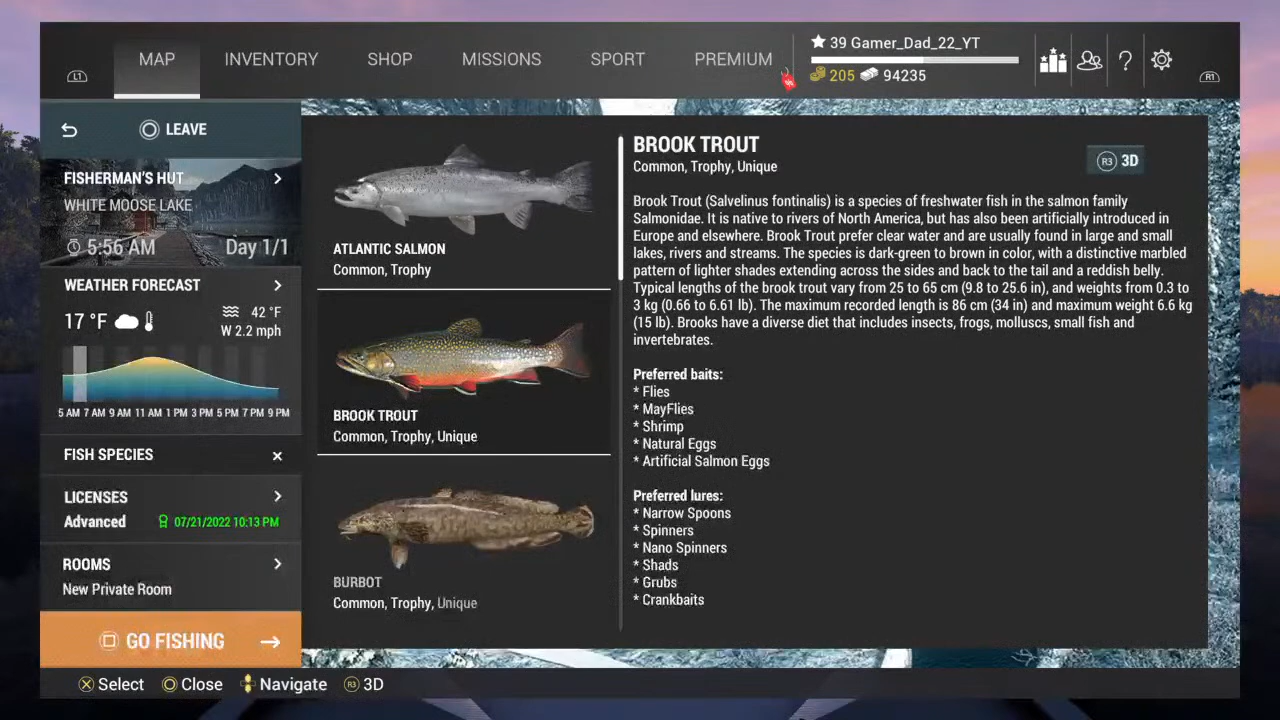 L1
MAP
INVENTORY
SHOP
MISSIONS
SPORT
PREMIUM
39 Gamer_Dad_22_YT
205 94235
?
R1
LEAVE
FISHERMAN'S HUT
WHITE MOOSE LAKE
5:56 AM Day 1/1
WEATHER FORECAST
17 °F
42 °F
W 2.2 mph
5 AM 7 AM 9 AM 11 AM 1 PM 3 PM 5 PM 7 PM 9 PM
FISH SPECIES
LICENSES
Advanced 07/21/2022 10:13 PM
ROOMS
New Private Room
GO FISHING
ATLANTIC SALMON
Common, Trophy
BROOK TROUT
Common, Trophy, Unique
BURBOT
Common, Trophy, Unique
BROOK TROUT
Common, Trophy, Unique
R3 3D
Brook Trout (Salvelinus fontinalis) is a species of freshwater fish in the salmon family
Salmonidae. It is native to rivers of North America, but has also been artificially introduced in
Europe and elsewhere. Brook Trout prefer clear water and are usually found in large and small
lakes, rivers and streams. The species is dark-green to brown in color, with a distinctive marbled
pattern of lighter shades extending across the sides and back to the tail and a reddish belly.
Typical lengths of the brook trout vary from 25 to 65 cm (9.8 to 25.6 in), and weights from 0.3 to
3 kg (0.66 to 6.61 lb). The maximum recorded length is 86 cm (34 in) and maximum weight 6.6 kg
(15 lb). Brooks have a diverse diet that includes insects, frogs, molluscs, small fish and
invertebrates.
Preferred baits:
* Flies
* MayFlies
* Shrimp
* Natural Eggs
* Artificial Salmon Eggs
Preferred lures:
* Narrow Spoons
* Spinners
* Nano Spinners
* Shads
* Grubs
* Crankbaits
Select Close Navigate R3 3D